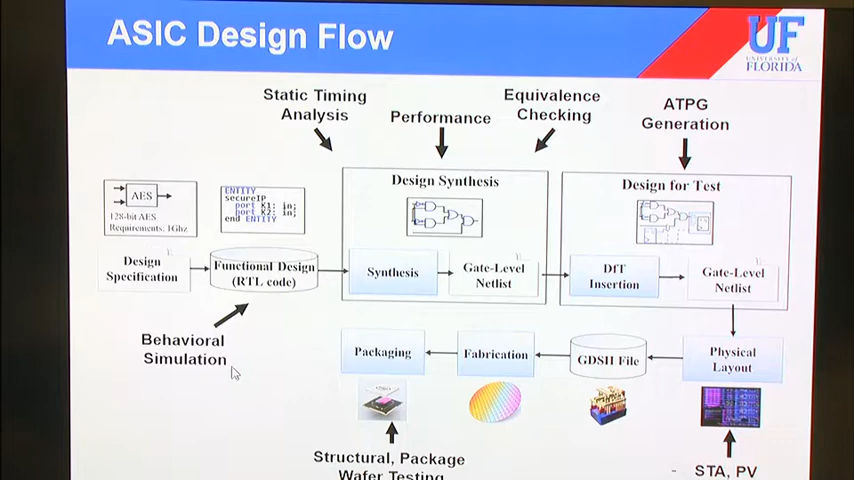 ASIC Design Flow
UF
UNIVERSITY of
FLORIDA
Static Timing
Analysis
Performance
Equivalence
Checking
ATPG
Generation
AES
128-bit AES
Requirements: 1Ghz
ENTITY
secureIP
port K1: in;
port K2: in;
end ENTITY
Design Synthesis
Design for Test
Design
Specification
Functional Design
(RTL code)
Synthesis
Gate-Level
Netlist
DfT
Insertion
Gate-Level
Netlist
Behavioral
Simulation
Packaging
Fabrication
GDSII File
Physical
Layout
Structural, Package
Wafer Testing
- STA, PV